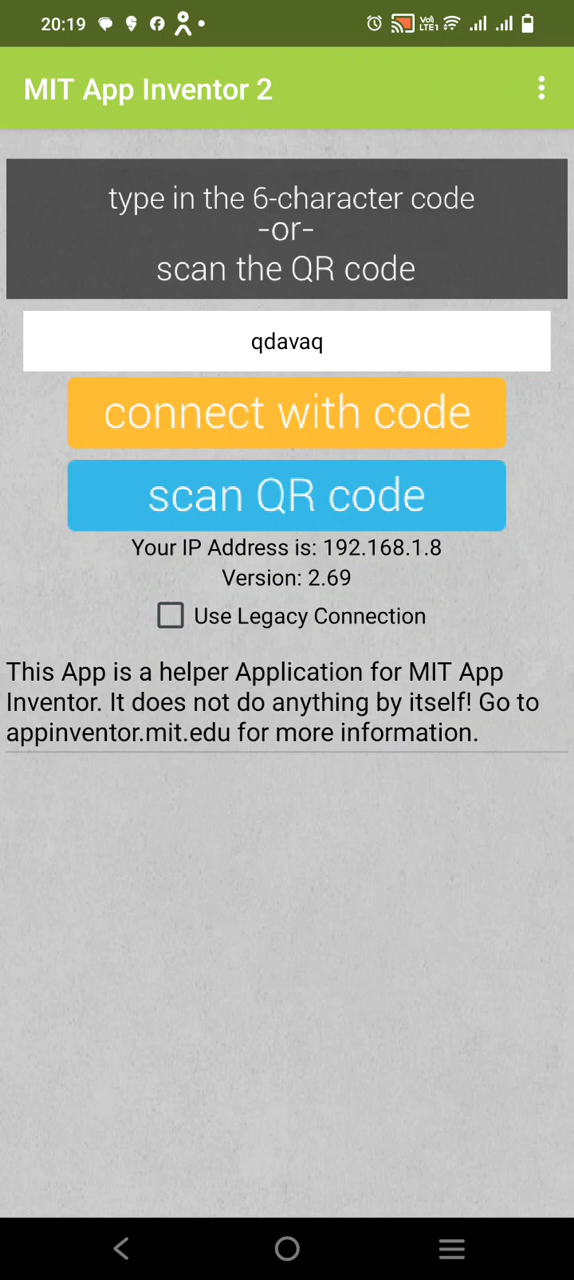 20:19
Vo)) LTE1
MIT App Inventor 2
type in the 6-character code
-or-
scan the QR code
qdavaq
connect with code
scan QR code
Your IP Address is: 192.168.1.8
Version: 2.69
Use Legacy Connection
This App is a helper Application for MIT App
Inventor. It does not do anything by itself! Go to
appinventor.mit.edu for more information.